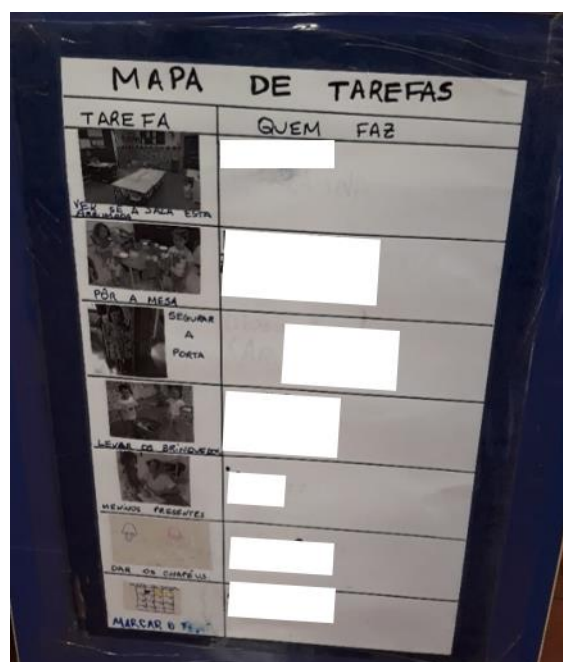 MAPA DE TAREFAS
TAREFA
QUEM FAZ
VER SE A SALA ESTÁ
ARRUMADA
PÔR A MESA
SEGURAR
A
PORTA
LEVAR OS BRINQUEDOS
MENINOS PRESENTES
DAR OS CHAPÉUS
MARCAR O